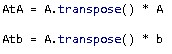 AtA = A.transpose() * A
Atb = A.transpose() * b